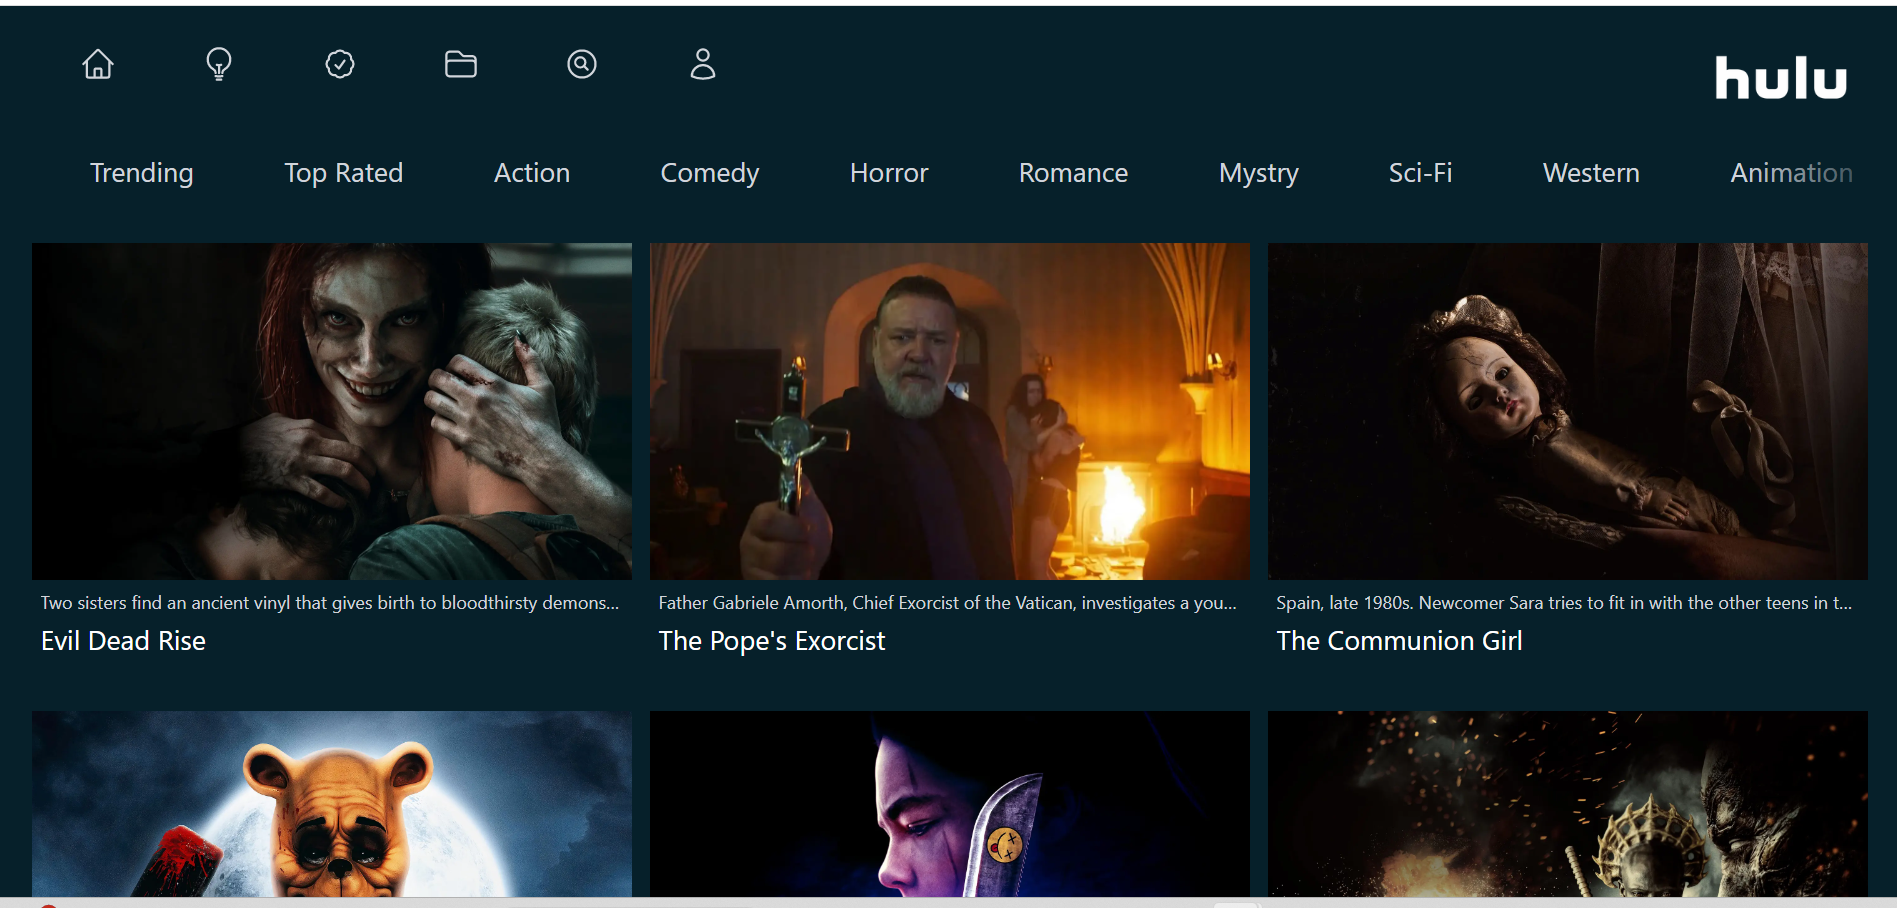 hulu
Trending Top Rated Action Comedy Horror Romance Mystry Sci-Fi Western Animation
Two sisters find an ancient vinyl that gives birth to bloodthirsty demons...
Evil Dead Rise
Father Gabriele Amorth, Chief Exorcist of the Vatican, investigates a you...
The Pope's Exorcist
Spain, late 1980s. Newcomer Sara tries to fit in with the other teens in t...
The Communion Girl